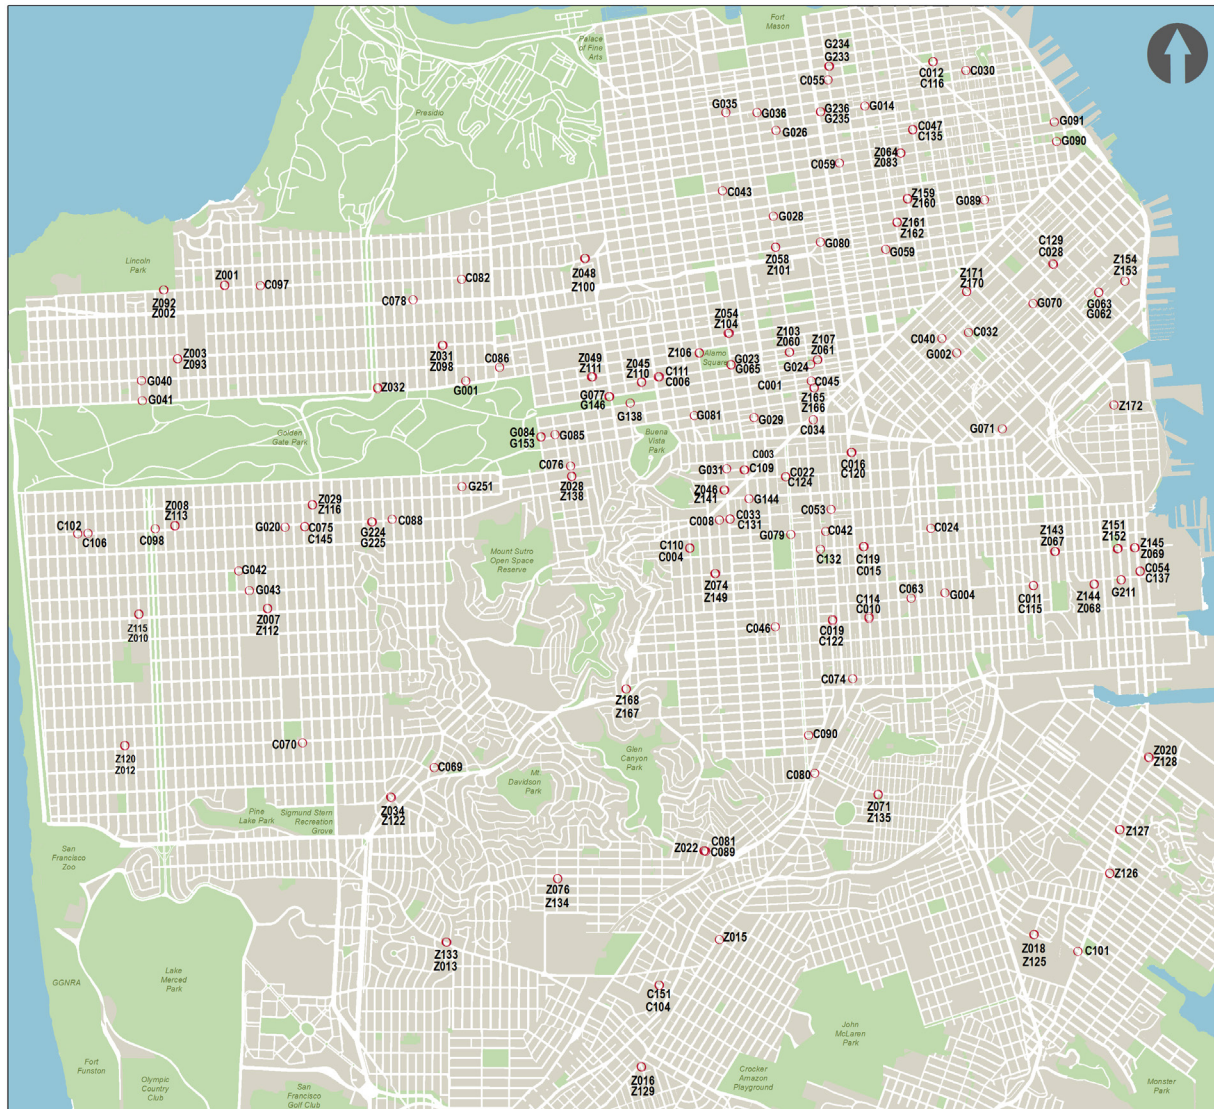 Fort
Mason
Palace
of Fine
Arts
G234
G233
C055
C012
C116
C030
Presidio
G035
G036
G026
G236
G235
G014
C047
C135
G091
G090
Z064
Z083
C059
C043
Z159
Z160
G089
G028
Z161
Z162
G080
G059
Z058
Z101
C129
C028
Z154
Z153
Lincoln
Park
Z001
C097
Z092
Z002
C082
C078
Z048
Z100
Z171
Z170
G070
G063
G062
Z054
Z104
C040
C032
G002
Z003
Z093
Z031
Z098
C086
Z049
Z111
Z045
Z110
C111
C006
Z106
Alamo
Square
G023
G065
Z103
Z060
Z107
Z061
G024
C001
C045
Z165
Z166
G040
G041
Z032
G001
G077
G146
G138
G081
G029
C034
Z172
G071
Golden
Gate Park
G084
G153
G085
Buena
Vista
Park
C003
C076
Z028
Z138
G031
C109
C022
C124
C016
C120
G251
Z046
Z141
G144
C053
Z029
Z116
Z008
Z113
C102
C106
C098
G020
C075
C145
G224
G225
C088
C008
C033
C131
G079
C042
C024
C132
C119
C015
Mount Sutro
Open Space
Reserve
C110
C004
Z143
Z067
Z151
Z152
Z145
Z069
C054
C137
G042
G043
Z074
Z149
C063
G004
C011
C115
Z144
Z068
G211
Z007
Z112
Z115
Z010
C114
C010
C019
C122
C046
C074
Z168
Z167
C070
C090
Z120
Z012
C069
Glen
Canyon
Park
C080
Z020
Z128
Mt.
Davidson
Park
Z034
Z122
Z071
Z135
Pine
Lake Park
Sigmund Stern
Recreation
Grove
Z127
San
Francisco
Zoo
Z022
C081
C089
Z126
Z076
Z134
Z015
Z018
Z125
C101
Z133
Z013
Lake
Merced
Park
GGNRA
C151
C104
John
McLaren
Park
Fort
Funston
Olympic
Country
Club
San
Francisco
Golf Club
Z016
Z129
Crocker
Amazon
Playground
Monster
Park